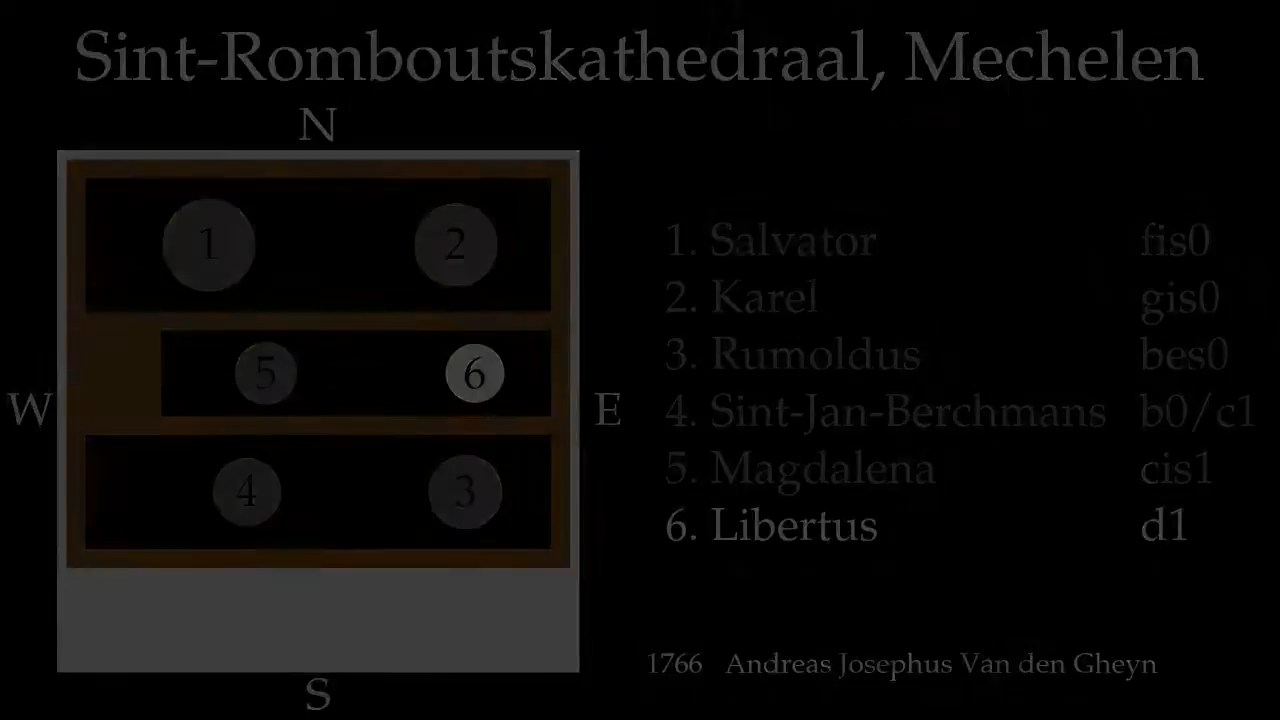 Sint-Romboutskathedraal, Mechelen
N
1 2
5 6
W E
4 3
S
1. Salvator fis0
2. Karel gis0
3. Rumoldus bes0
4. Sint-Jan-Berchmans b0/c1
5. Magdalena cis1
6. Libertus d1
1766 Andreas Josephus Van den Gheyn